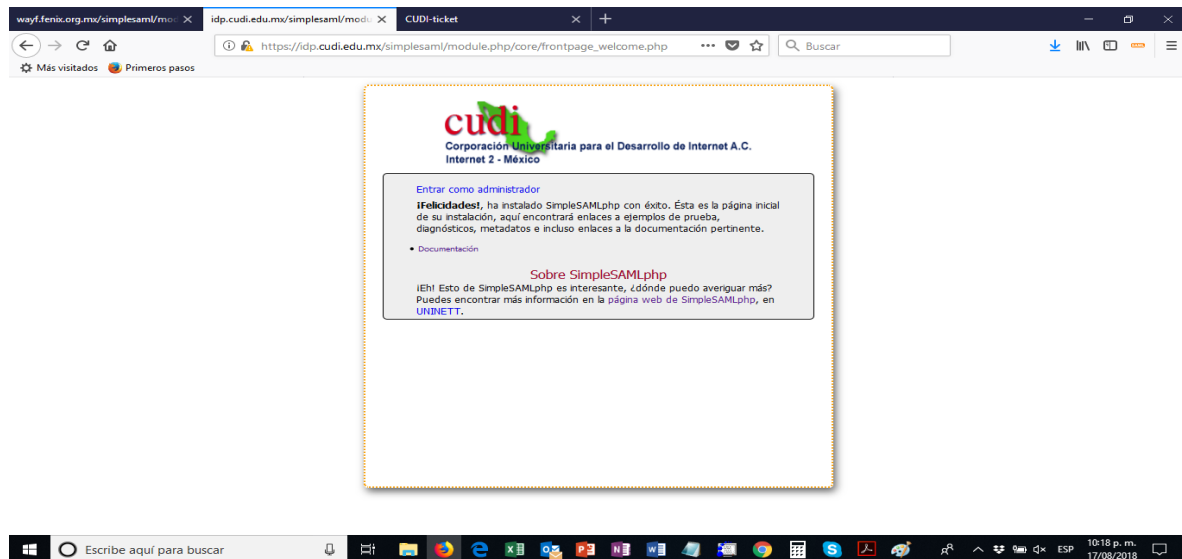 wayf.fenix.org.mx/simplesaml/mod
idp.cudi.edu.mx/simplesaml/modu
CUDI-ticket
https://idp.cudi.edu.mx/simplesaml/module.php/core/frontpage_welcome.php
Buscar
Más visitados
Primeros pasos
cudi
Corporación Universitaria para el Desarrollo de Internet A.C.
Internet 2 - México
Entrar como administrador
¡Felicidades!, ha instalado SimpleSAMLphp con éxito. Ésta es la página inicial
de su instalación, aquí encontrará enlaces a ejemplos de prueba,
diagnósticos, metadatos e incluso enlaces a la documentación pertinente.
• Documentación
Sobre SimpleSAMLphp
¡Eh! Esto de SimpleSAMLphp es interesante, ¿dónde puedo averiguar más?
Puedes encontrar más información en la página web de SimpleSAMLphp, en
UNINETT.
Escribe aquí para buscar
ESP
10:18 p. m.
17/08/2018